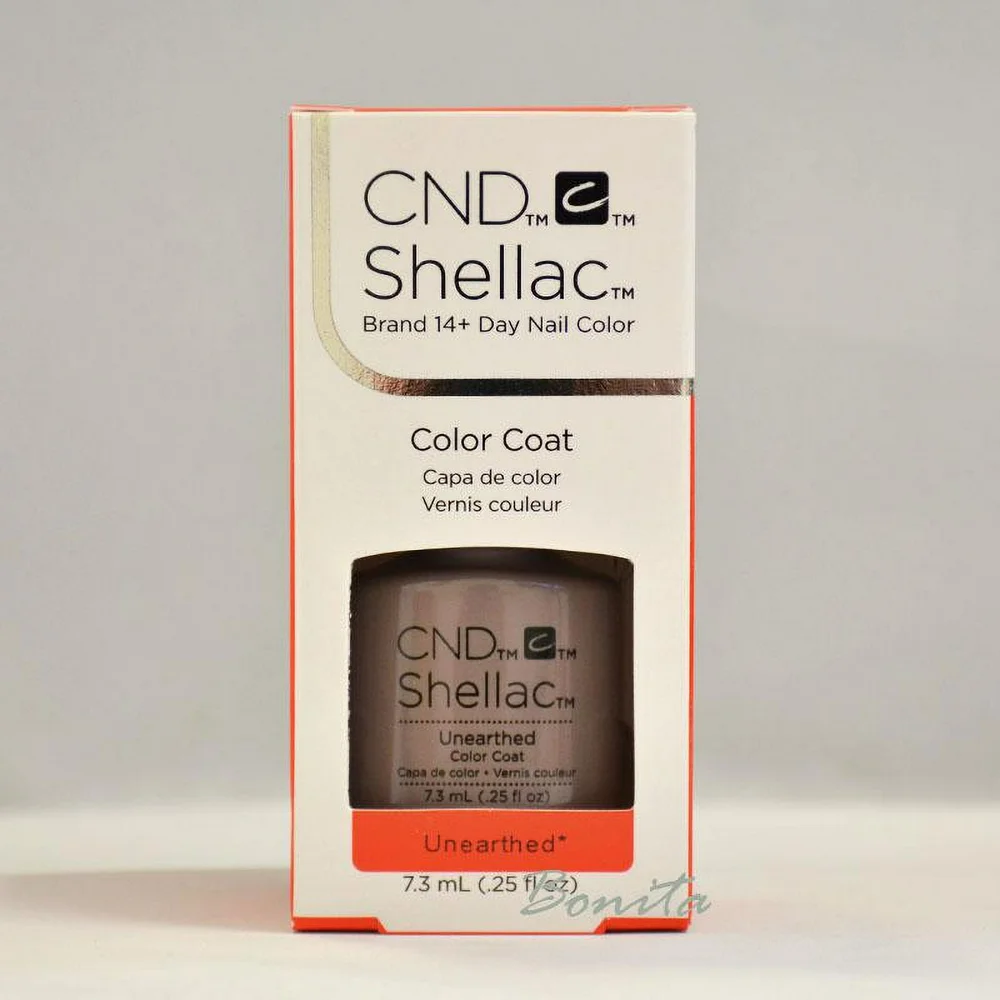 CND™ C™
Shellac™
Brand 14+ Day Nail Color
Color Coat
Capa de color
Vernis couleur
CND™ C™
Shellac™
Unearthed
Color Coat
Capa de color • Vernis couleur
7.3 mL (.25 fl oz)
Unearthed*
7.3 mL (.25 fl oz)
Bonita